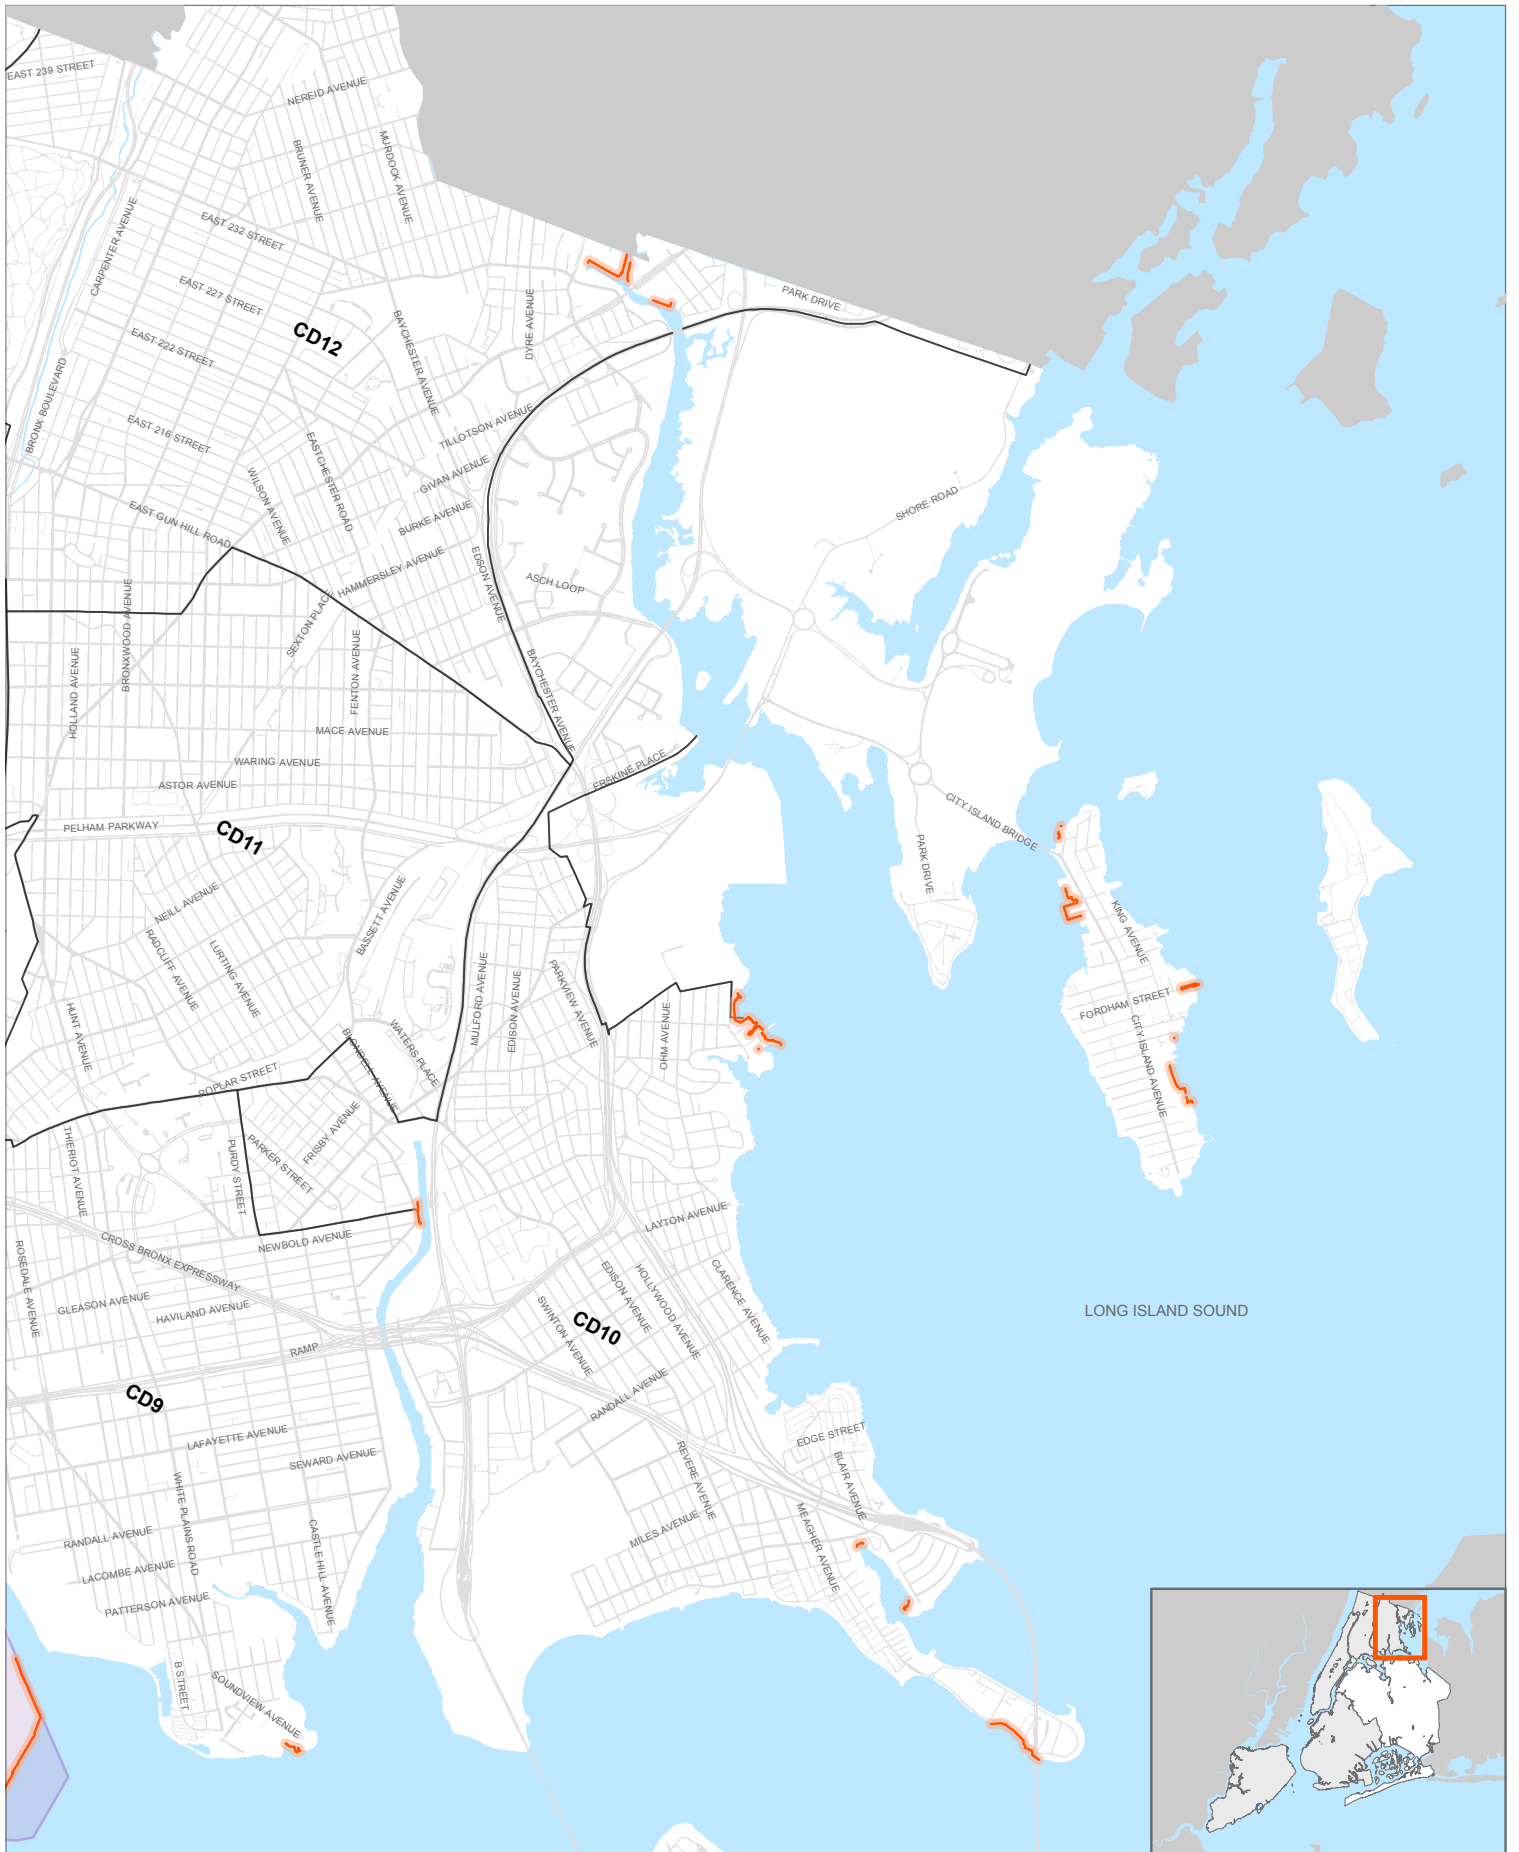 EAST 239 STREET
NEREID AVENUE
BRUNER AVENUE
MURDOCK AVENUE
CARPENTER AVENUE
EAST 232 STREET
EAST 227 STREET
PARK DRIVE
CD12
BAYCHESTER AVENUE
DYRE AVENUE
EAST 222 STREET
BRONX BOULEVARD
EAST 216 STREET
TILLOTSON AVENUE
EASTCHESTER ROAD
GIVAN AVENUE
WILSON AVENUE
SHORE ROAD
EAST GUN HILL ROAD
BURKE AVENUE
HAMMERSLEY AVENUE
EDSON AVENUE
ASCH LOOP
SEXTON PLACE
BRONXWOOD AVENUE
FENTON AVENUE
HOLLAND AVENUE
BAYCHESTER AVENUE
MACE AVENUE
WARING AVENUE
ERSKINE PLACE
ASTOR AVENUE
PELHAM PARKWAY
CD11
CITY ISLAND BRIDGE
PARK DRIVE
NEILL AVENUE
BASSETT AVENUE
KING AVENUE
RADCLIFF AVENUE
LURTING AVENUE
MULFORD AVENUE
EDISON AVENUE
PARKVIEW AVENUE
FORDHAM STREET
HUNT AVENUE
OHM AVENUE
WATERS PLACE
BLONDELL AVENUE
CITY ISLAND AVENUE
POPLAR STREET
FRISBY AVENUE
PARKER STREET
THIERIOT AVENUE
PURDY STREET
LAYTON AVENUE
NEWBOLD AVENUE
CROSS BRONX EXPRESSWAY
ROSEDALE AVENUE
GLEASON AVENUE
HAVILAND AVENUE
EDISON AVENUE
HOLLYWOOD AVENUE
CLARENCE AVENUE
LONG ISLAND SOUND
SWINTON AVENUE
CD10
RAMP
CD9
RANDALL AVENUE
LAFAYETTE AVENUE
EDGE STREET
SEWARD AVENUE
REVERE AVENUE
BLAIR AVENUE
WHITE PLAINS ROAD
MILES AVENUE
MEAGHER AVENUE
RANDALL AVENUE
CASTLE HILL AVENUE
LACOMBE AVENUE
PATTERSON AVENUE
B STREET
SOUNDVIEW AVENUE